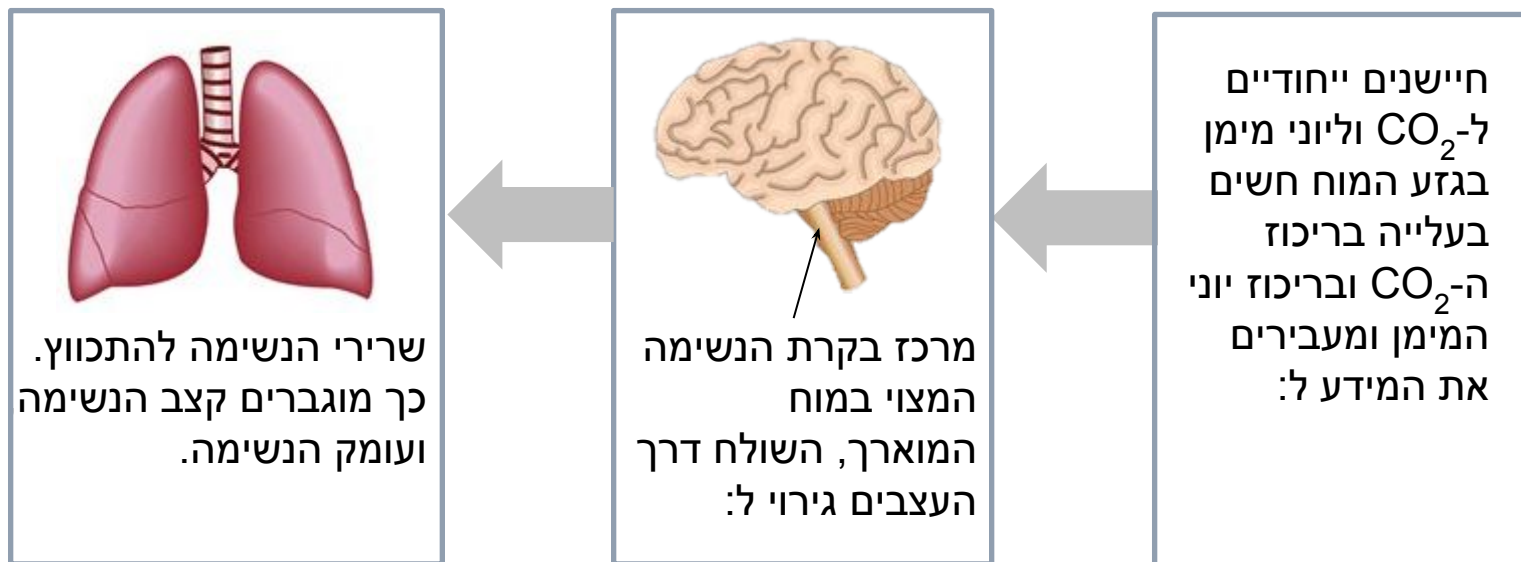 חיישנים ייחודיים
ל-CO₂ וליוני מימן
בגזע המוח חשים
בעלייה בריכוז
ה-CO₂ ובריכוז יוני
המימן ומעבירים
את המידע ל:
מרכז בקרת הנשימה
המצוי במוח
המוארך, השולח דרך
העצבים גירוי ל:
שרירי הנשימה להתכווץ.
כך מוגברים קצב הנשימה
ועומק הנשימה.